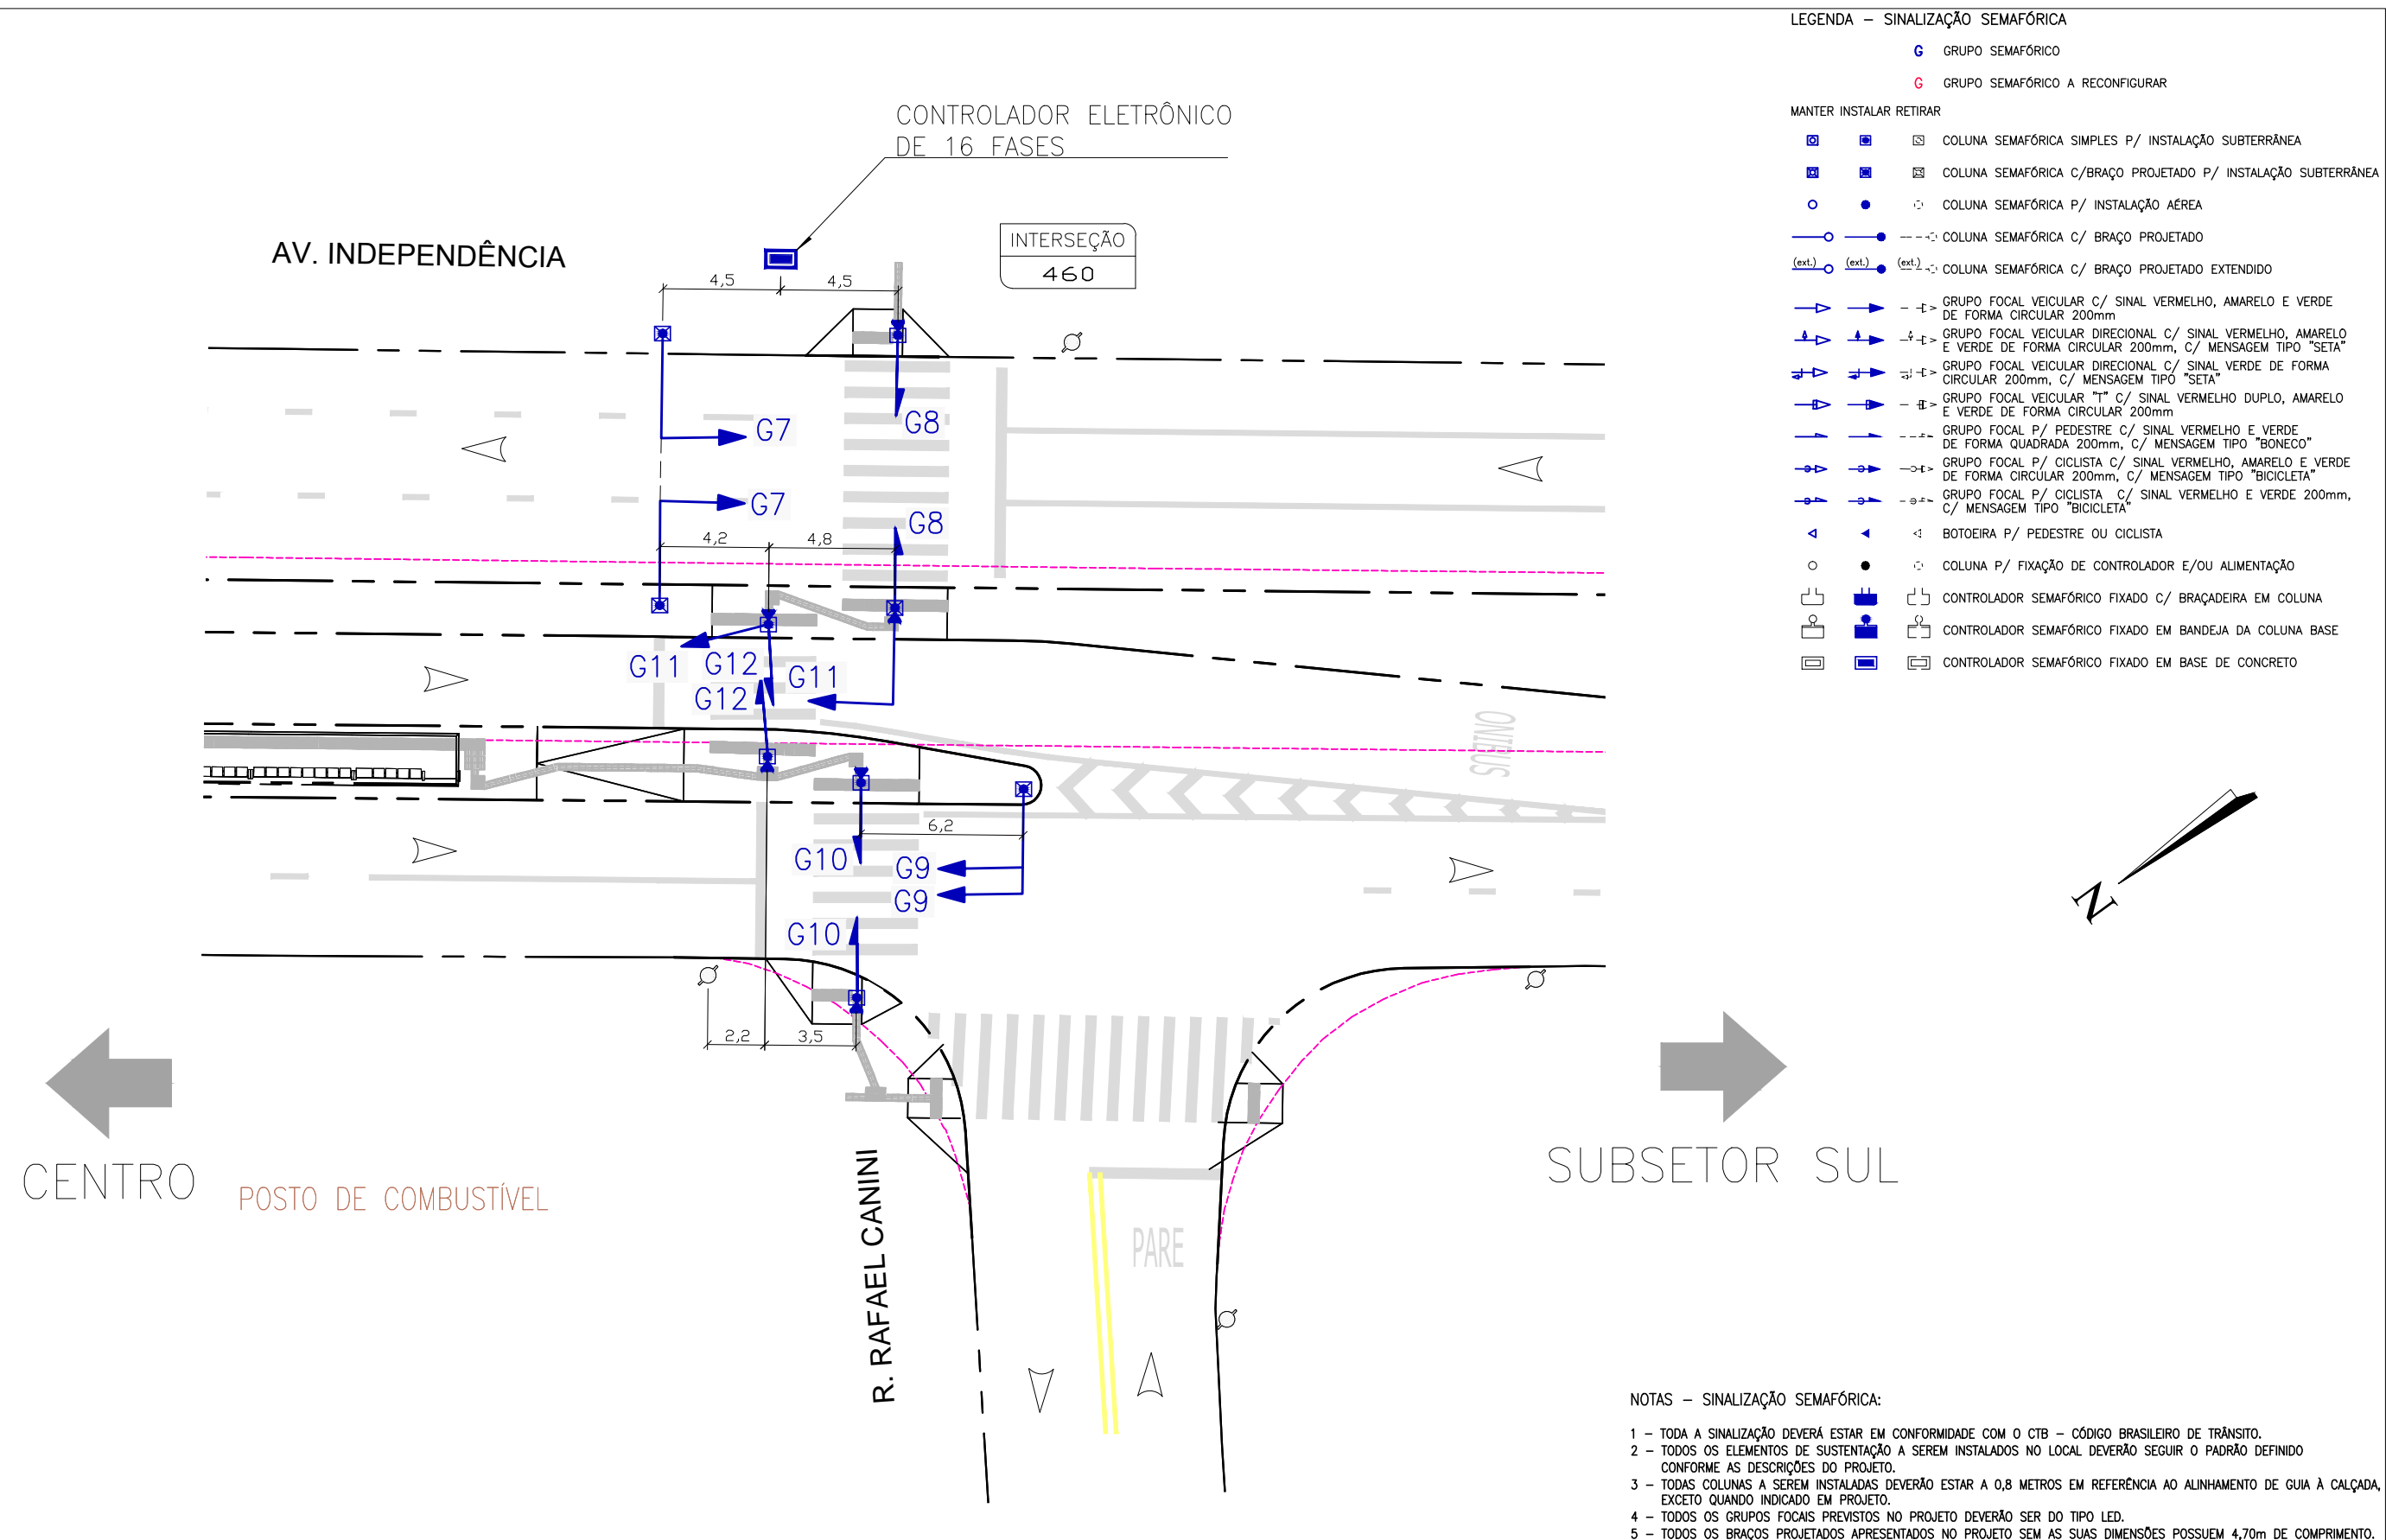 LEGENDA – SINALIZAÇÃO SEMAFÓRICA
G GRUPO SEMAFÓRICO
G GRUPO SEMAFÓRICO A RECONFIGURAR
MANTER INSTALAR RETIRAR
COLUNA SEMAFÓRICA SIMPLES P/ INSTALAÇÃO SUBTERRÂNEA
COLUNA SEMAFÓRICA C/BRAÇO PROJETADO P/ INSTALAÇÃO SUBTERRÂNEA
COLUNA SEMAFÓRICA P/ INSTALAÇÃO AÉREA
COLUNA SEMAFÓRICA C/ BRAÇO PROJETADO
(ext.) (ext.) (ext.) COLUNA SEMAFÓRICA C/ BRAÇO PROJETADO EXTENDIDO
GRUPO FOCAL VEICULAR C/ SINAL VERMELHO, AMARELO E VERDE
DE FORMA CIRCULAR 200mm
GRUPO FOCAL VEICULAR DIRECIONAL C/ SINAL VERMELHO, AMARELO
E VERDE DE FORMA CIRCULAR 200mm, C/ MENSAGEM TIPO "SETA"
GRUPO FOCAL VEICULAR DIRECIONAL C/ SINAL VERDE DE FORMA
CIRCULAR 200mm, C/ MENSAGEM TIPO "SETA"
GRUPO FOCAL VEICULAR "T" C/ SINAL VERMELHO DUPLO, AMARELO
E VERDE DE FORMA CIRCULAR 200mm
GRUPO FOCAL P/ PEDESTRE C/ SINAL VERMELHO E VERDE
DE FORMA QUADRADA 200mm, C/ MENSAGEM TIPO "BONECO"
GRUPO FOCAL P/ CICLISTA C/ SINAL VERMELHO, AMARELO E VERDE
DE FORMA CIRCULAR 200mm, C/ MENSAGEM TIPO "BICICLETA"
GRUPO FOCAL P/ CICLISTA C/ SINAL VERMELHO E VERDE 200mm,
C/ MENSAGEM TIPO "BICICLETA"
BOTOEIRA P/ PEDESTRE OU CICLISTA
COLUNA P/ FIXAÇÃO DE CONTROLADOR E/OU ALIMENTAÇÃO
CONTROLADOR SEMAFÓRICO FIXADO C/ BRAÇADEIRA EM COLUNA
CONTROLADOR SEMAFÓRICO FIXADO EM BANDEJA DA COLUNA BASE
CONTROLADOR SEMAFÓRICO FIXADO EM BASE DE CONCRETO
CONTROLADOR ELETRÔNICO
DE 16 FASES
AV. INDEPENDÊNCIA
INTERSEÇÃO
460
4,5 4,5
G7 G8
G7 G8
4,2 4,8
G11 G12 G11
G12
ONIBUS
6,2
G10 G9
G9
G10
2,2 3,5
N
CENTRO
POSTO DE COMBUSTÍVEL
R. RAFAEL CANINI
PARE
SUBSETOR SUL
NOTAS – SINALIZAÇÃO SEMAFÓRICA:
1 – TODA A SINALIZAÇÃO DEVERÁ ESTAR EM CONFORMIDADE COM O CTB – CÓDIGO BRASILEIRO DE TRÂNSITO.
2 – TODOS OS ELEMENTOS DE SUSTENTAÇÃO A SEREM INSTALADOS NO LOCAL DEVERÃO SEGUIR O PADRÃO DEFINIDO
CONFORME AS DESCRIÇÕES DO PROJETO.
3 – TODAS COLUNAS A SEREM INSTALADAS DEVERÃO ESTAR A 0,8 METROS EM REFERÊNCIA AO ALINHAMENTO DE GUIA À CALÇADA,
EXCETO QUANDO INDICADO EM PROJETO.
4 – TODOS OS GRUPOS FOCAIS PREVISTOS NO PROJETO DEVERÃO SER DO TIPO LED.
5 – TODOS OS BRAÇOS PROJETADOS APRESENTADOS NO PROJETO SEM AS SUAS DIMENSÕES POSSUEM 4,70m DE COMPRIMENTO.